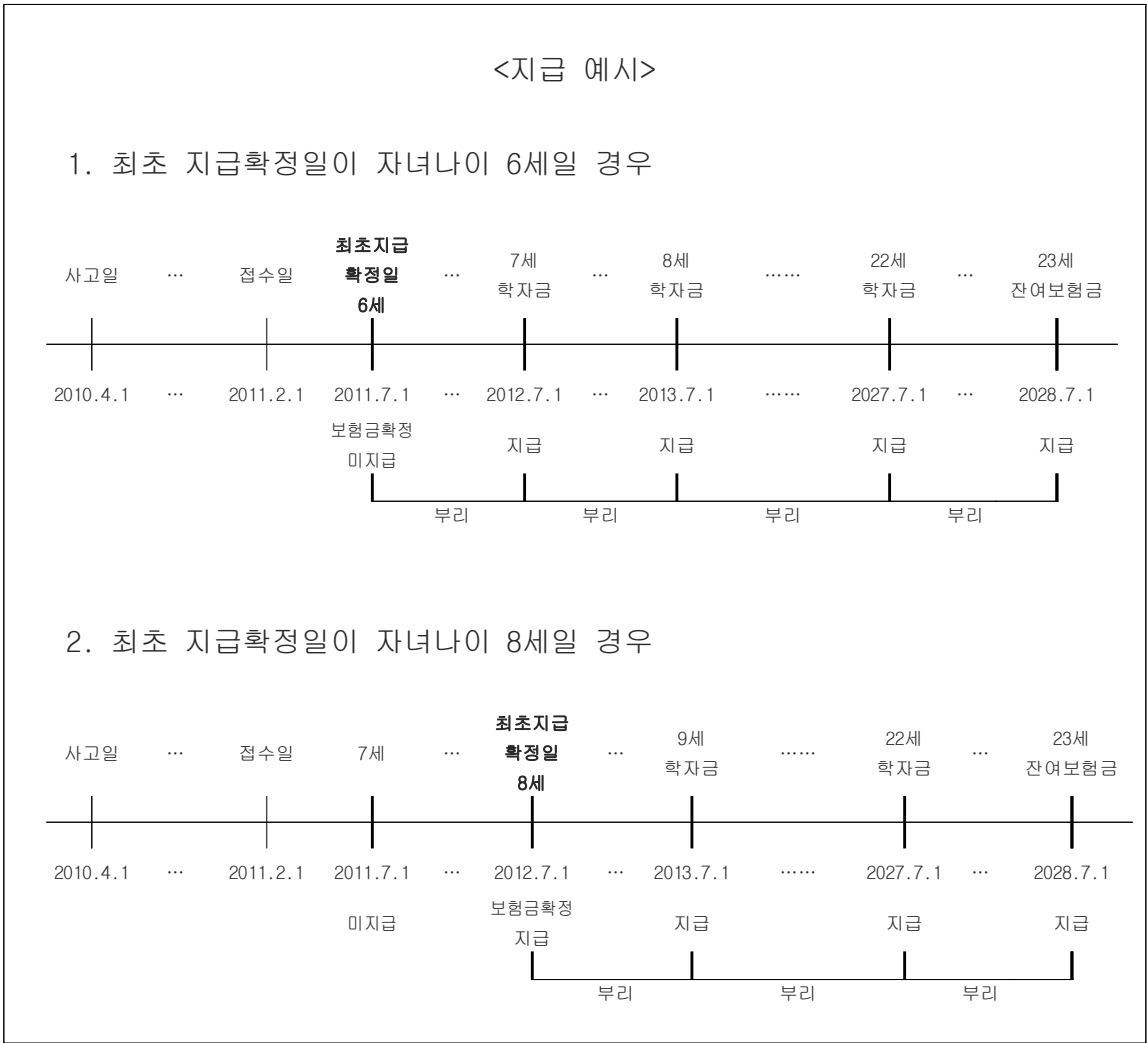 <지급 예시>
1. 최초 지급확정일이 자녀나이 6세일 경우
최초지급
사고일 … 접수일 확정일 … 7세 … 8세 …… 22세 … 23세
6세 학자금 학자금 학자금 잔여보험금
2010.4.1 … 2011.2.1 2011.7.1 … 2012.7.1 … 2013.7.1 …… 2027.7.1 … 2028.7.1
보험금확정
미지급 지급 지급 지급 지급
부리 부리 부리 부리
2. 최초 지급확정일이 자녀나이 8세일 경우
최초지급
사고일 … 접수일 7세 … 확정일 … 9세 …… 22세 … 23세
8세 학자금 학자금 잔여보험금
2010.4.1 … 2011.2.1 2011.7.1 … 2012.7.1 … 2013.7.1 …… 2027.7.1 … 2028.7.1
보험금확정
미지급 지급 지급 지급 지급
부리 부리 부리